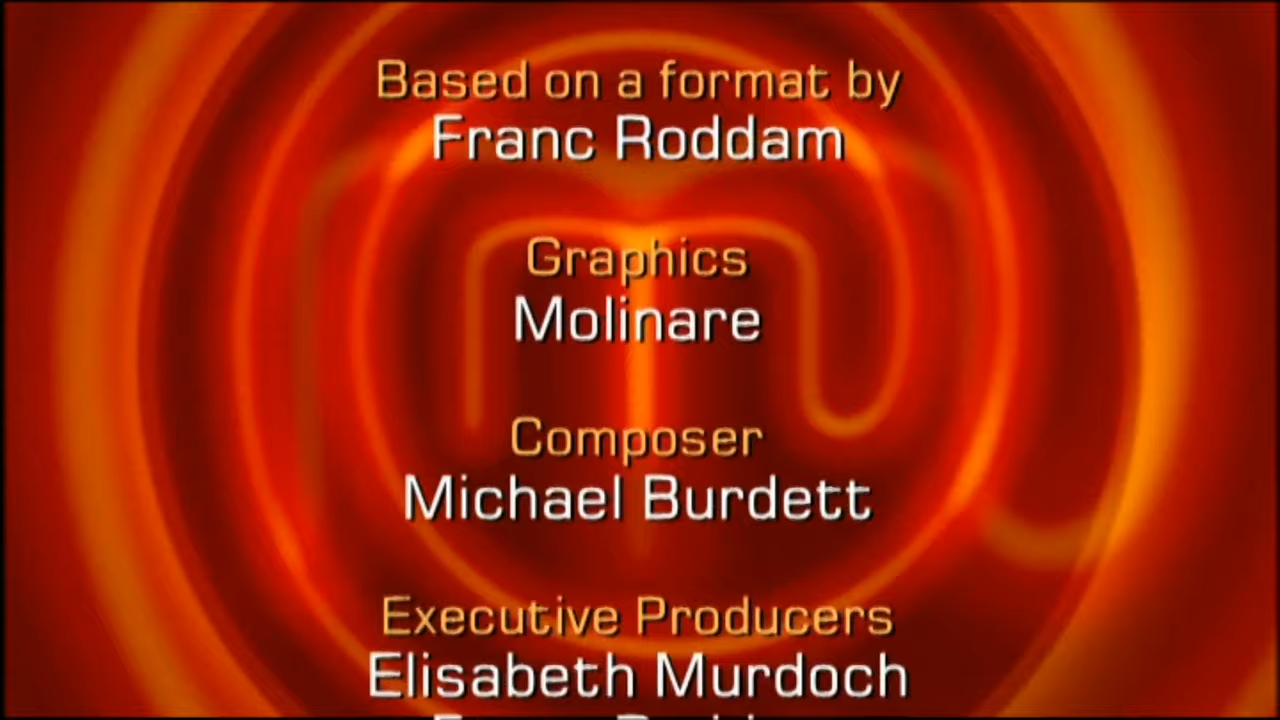 Based on a format by
Franc Roddam
Graphics
Molinare
Composer
Michael Burdett
Executive Producers
Elisabeth Murdoch